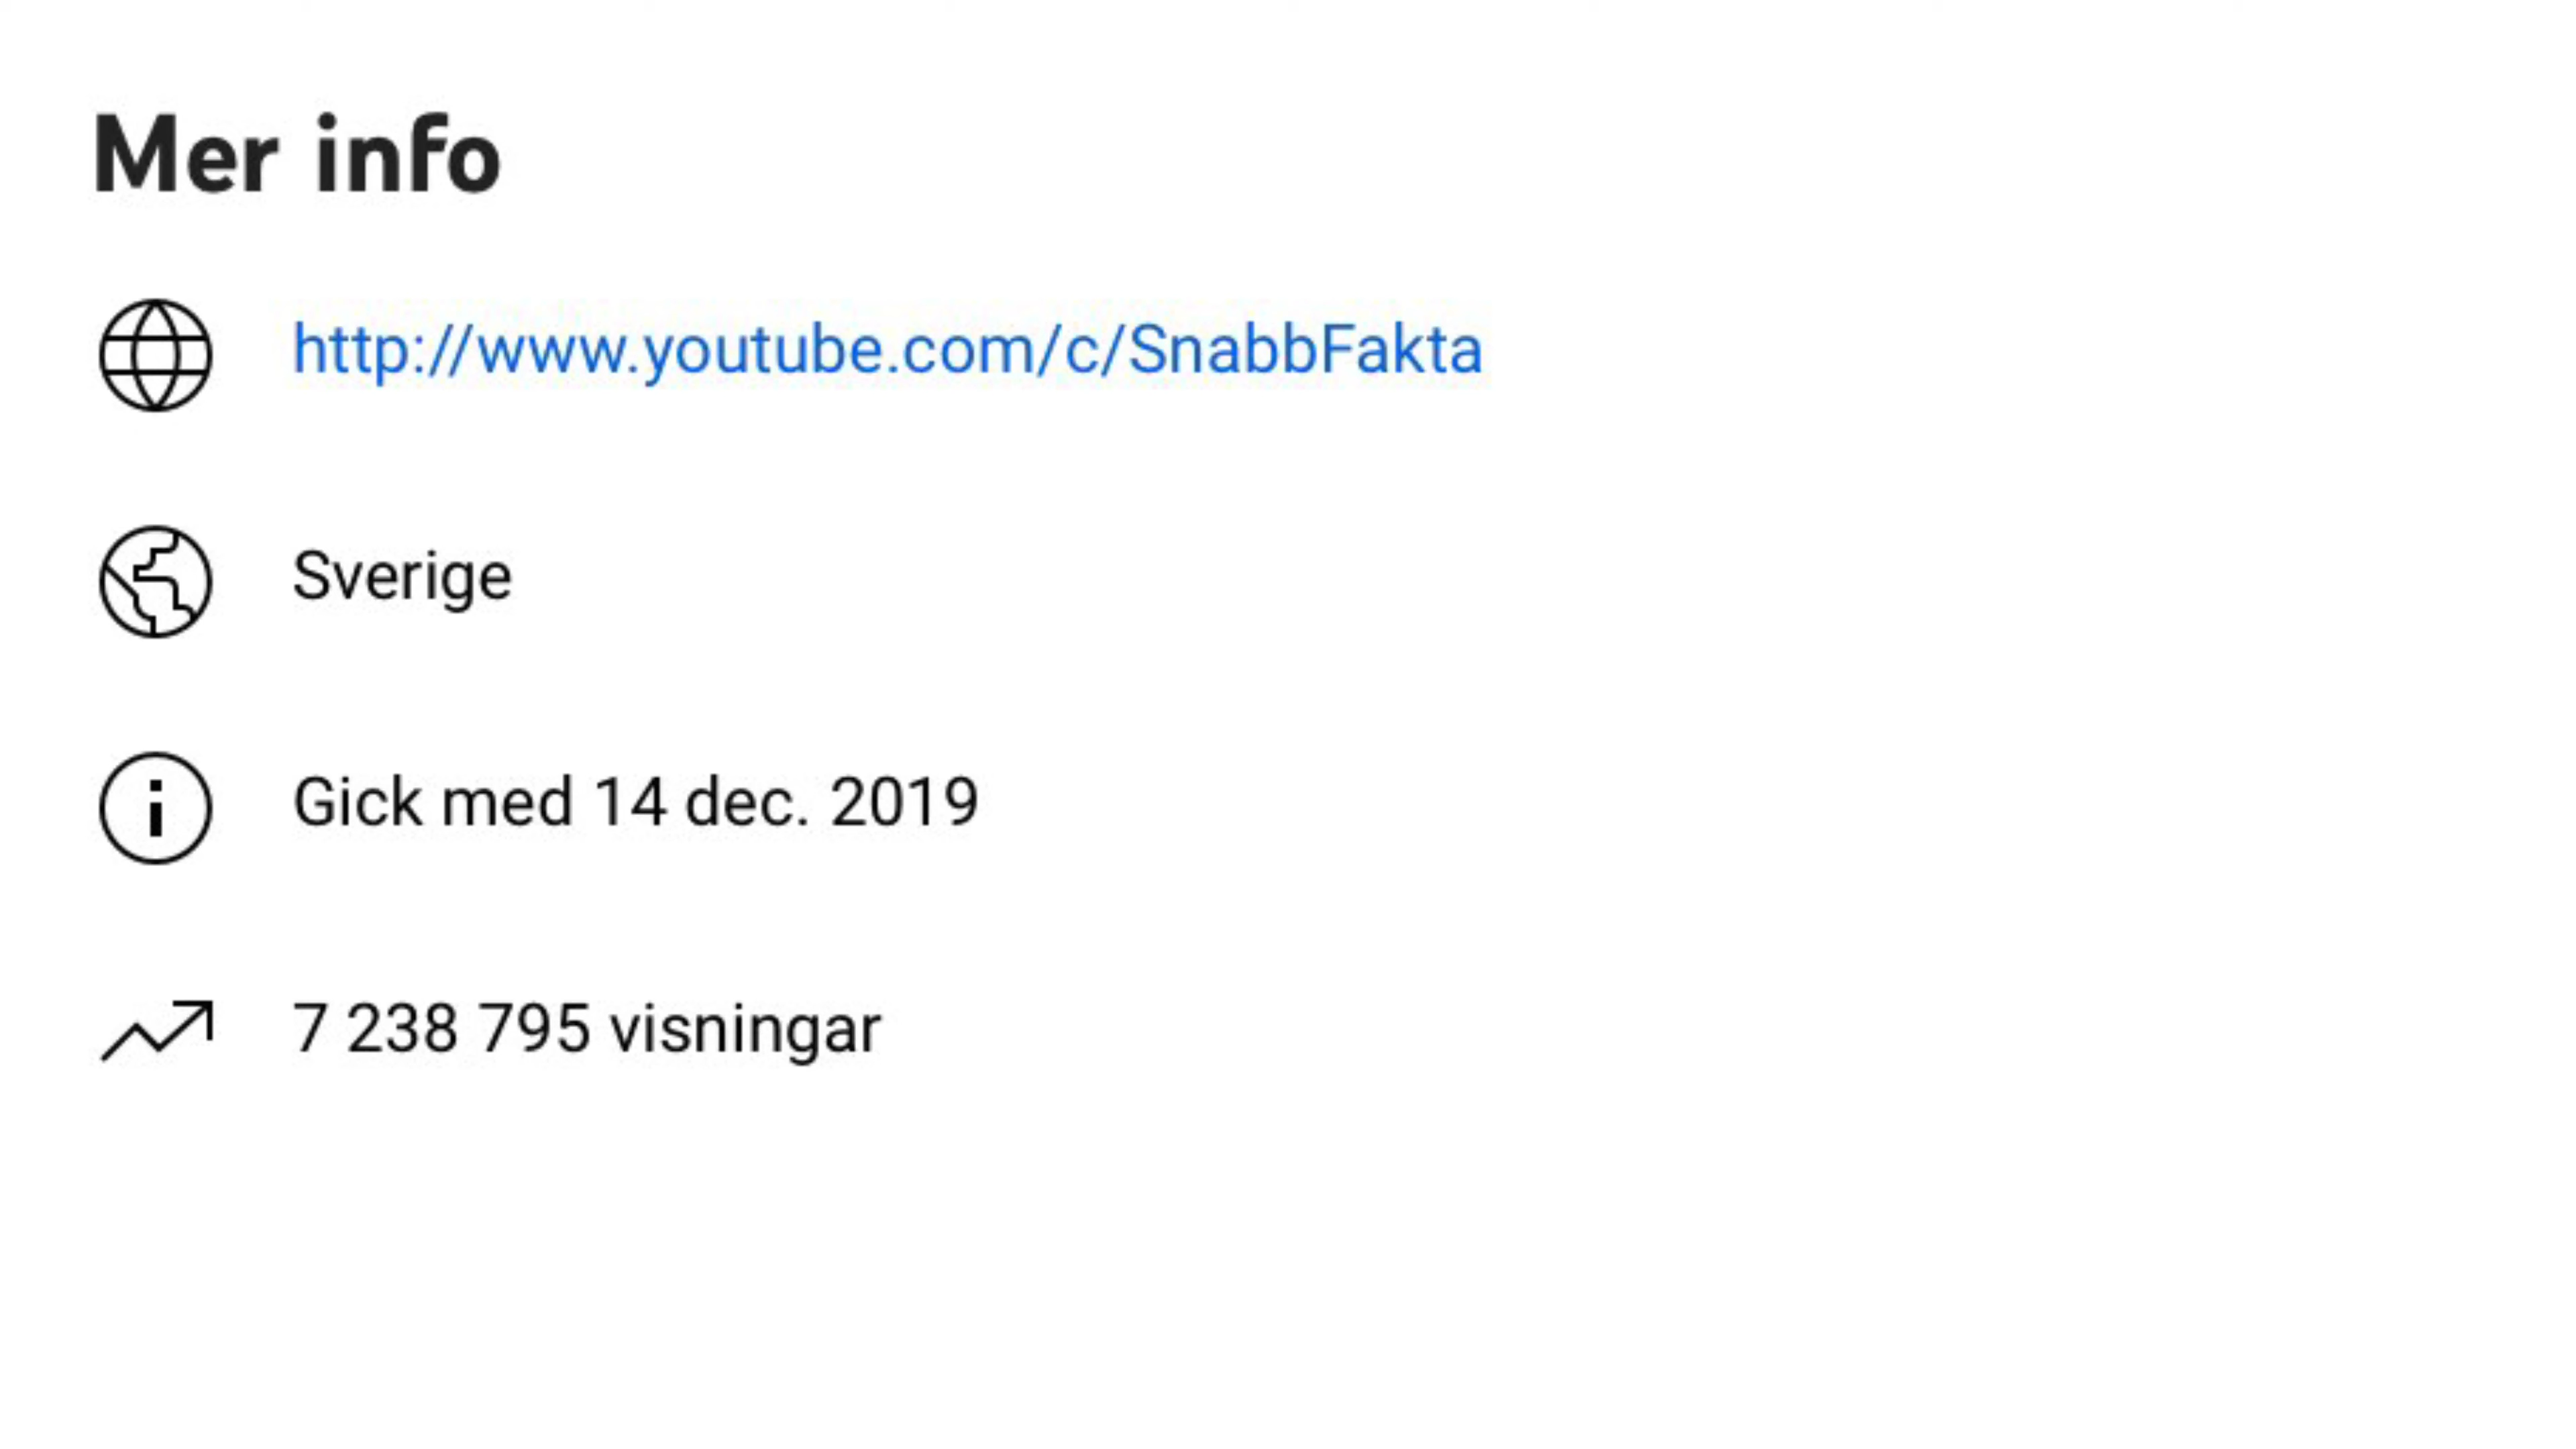 Mer info
http://www.youtube.com/c/SnabbFakta
Sverige
Gick med 14 dec. 2019
7 238 795 visningar